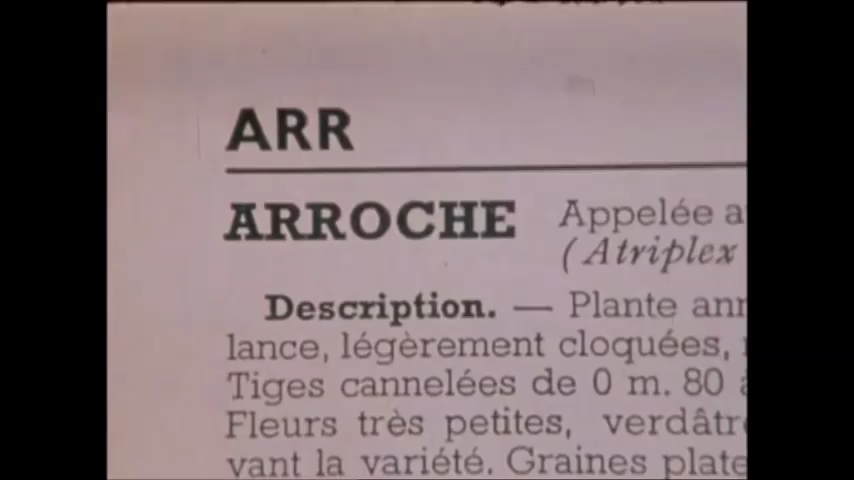 ARR
ARROCHE Appelée a
(Atriplex
Description. — Plante ann
lance, légèrement cloquées,
Tiges cannelées de 0 m. 80
Fleurs très petites, verdâtr
vant la variété. Graines plate